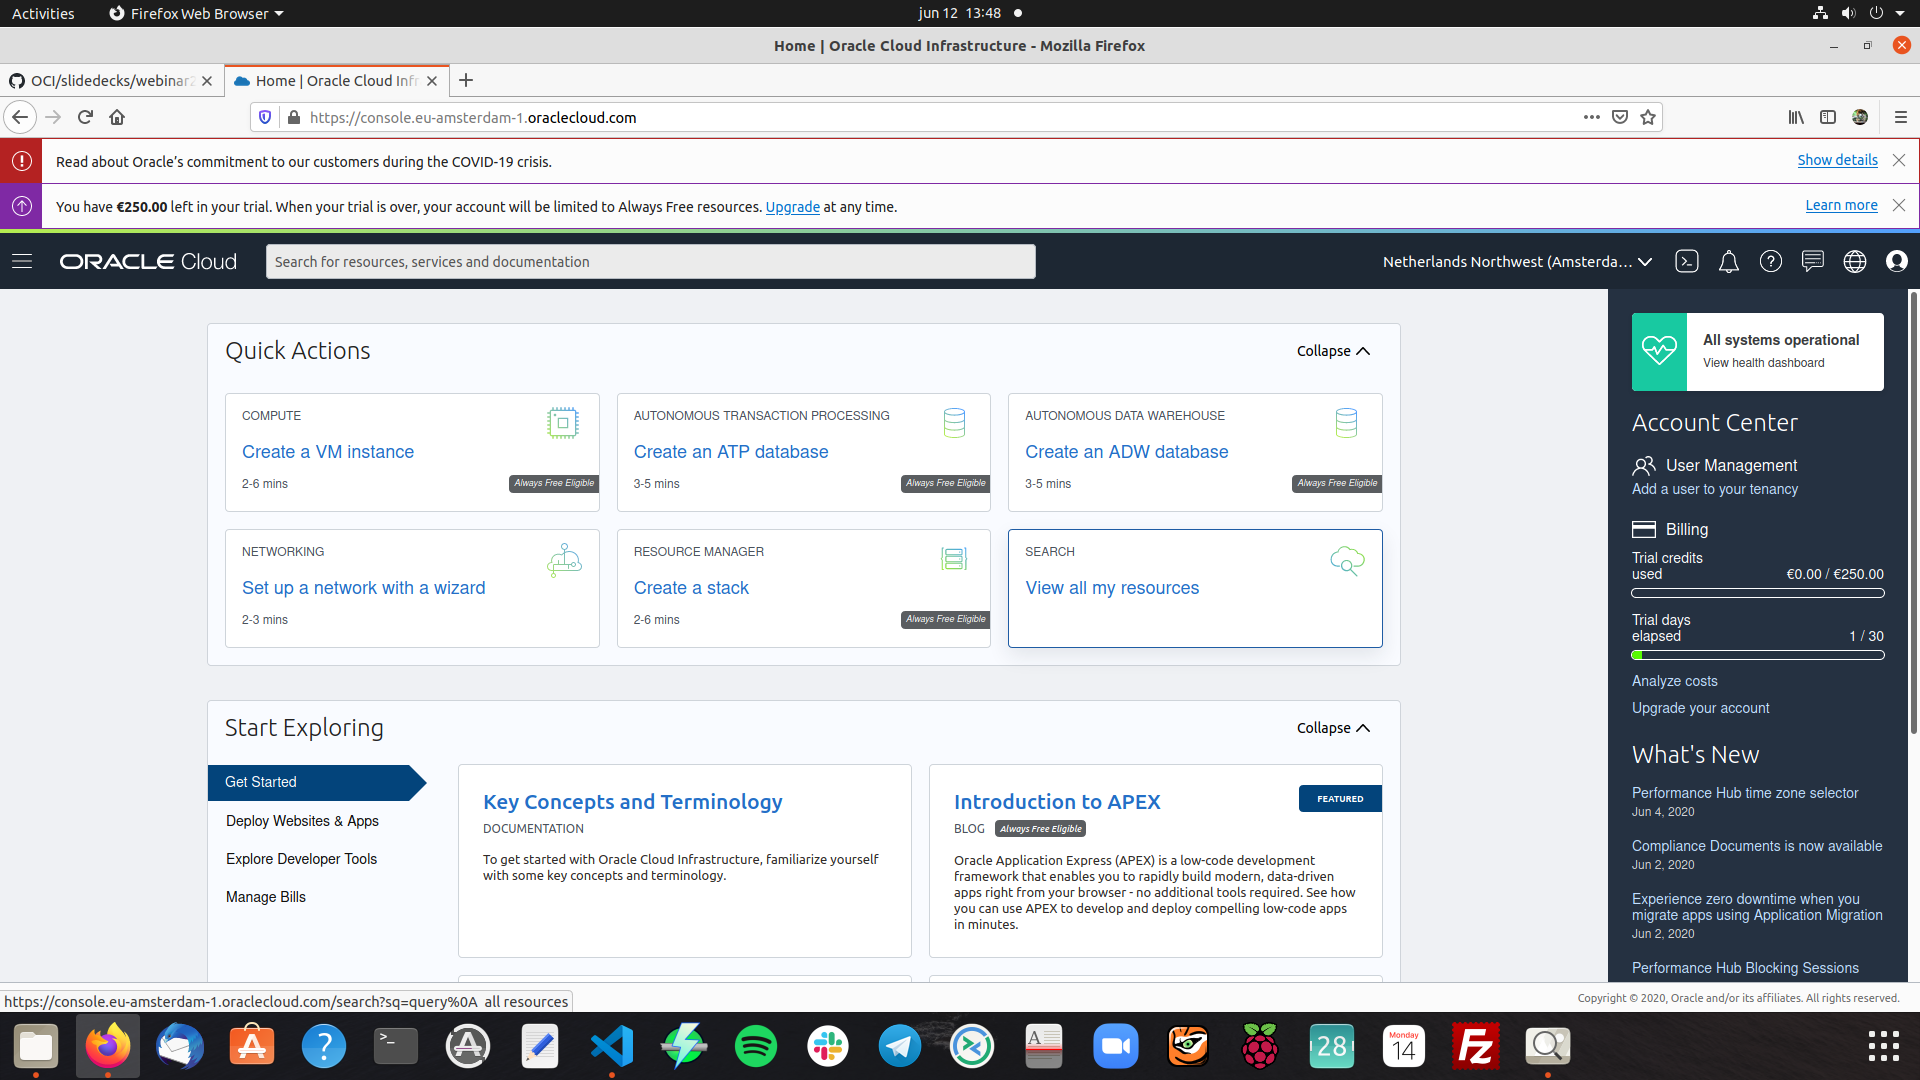 Activities
Firefox Web Browser
jun 12 13:48
Home | Oracle Cloud Infrastructure - Mozilla Firefox
OCI/slidedecks/webinar
Home | Oracle Cloud Infr
https://console.eu-amsterdam-1.oraclecloud.com
Read about Oracle's commitment to our customers during the COVID-19 crisis.
Show details
You have €250.00 left in your trial. When your trial is over, your account will be limited to Always Free resources. Upgrade at any time.
Learn more
ORACLE Cloud
Search for resources, services and documentation
Netherlands Northwest (Amsterda...
Quick Actions
Collapse
COMPUTE
Create a VM instance
2-6 mins
Always Free Eligible
AUTONOMOUS TRANSACTION PROCESSING
Create an ATP database
3-5 mins
Always Free Eligible
AUTONOMOUS DATA WAREHOUSE
Create an ADW database
3-5 mins
Always Free Eligible
NETWORKING
Set up a network with a wizard
2-3 mins
RESOURCE MANAGER
Create a stack
2-6 mins
Always Free Eligible
SEARCH
View all my resources
Start Exploring
Collapse
Get Started
Deploy Websites & Apps
Explore Developer Tools
Manage Bills
Key Concepts and Terminology
DOCUMENTATION
To get started with Oracle Cloud Infrastructure, familiarize yourself
with some key concepts and terminology.
Introduction to APEX
FEATURED
BLOG
Always Free Eligible
Oracle Application Express (APEX) is a low-code development
framework that enables you to rapidly build modern, data-driven
apps right from your browser - no additional tools required. See how
you can use APEX to develop and deploy compelling low-code apps
in minutes.
All systems operational
View health dashboard
Account Center
User Management
Add a user to your tenancy
Billing
Trial credits
used
€0.00 / €250.00
Trial days
elapsed
1 / 30
Analyze costs
Upgrade your account
What's New
Performance Hub time zone selector
Jun 4, 2020
Compliance Documents is now available
Jun 2, 2020
Experience zero downtime when you
migrate apps using Application Migration
Jun 2, 2020
Performance Hub Blocking Sessions
https://console.eu-amsterdam-1.oraclecloud.com/search?sq=query%0A all resources
Copyright © 2020, Oracle and/or its affiliates. All rights reserved.
28
Monday
14
Fz